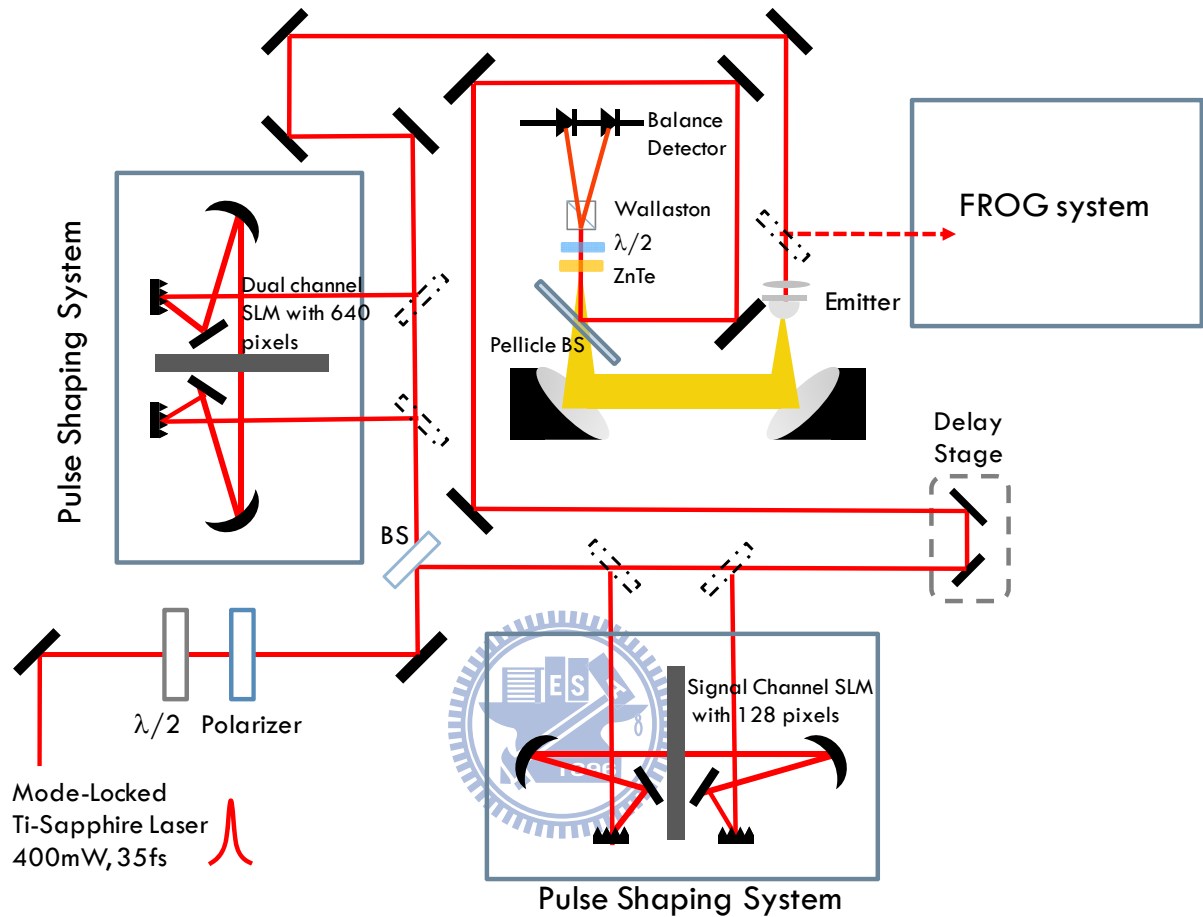 Balance
Detector
Wallaston
λ/2
ZnTe
FROG system
Pulse Shaping System
Dual channel
SLM with 640
pixels
Emitter
Pellicle BS
Delay
Stage
BS
λ/2
Polarizer
Signal Channel SLM
with 128 pixels
ES
1896
Mode-Locked
Ti-Sapphire Laser
400mW, 35fs
Pulse Shaping System